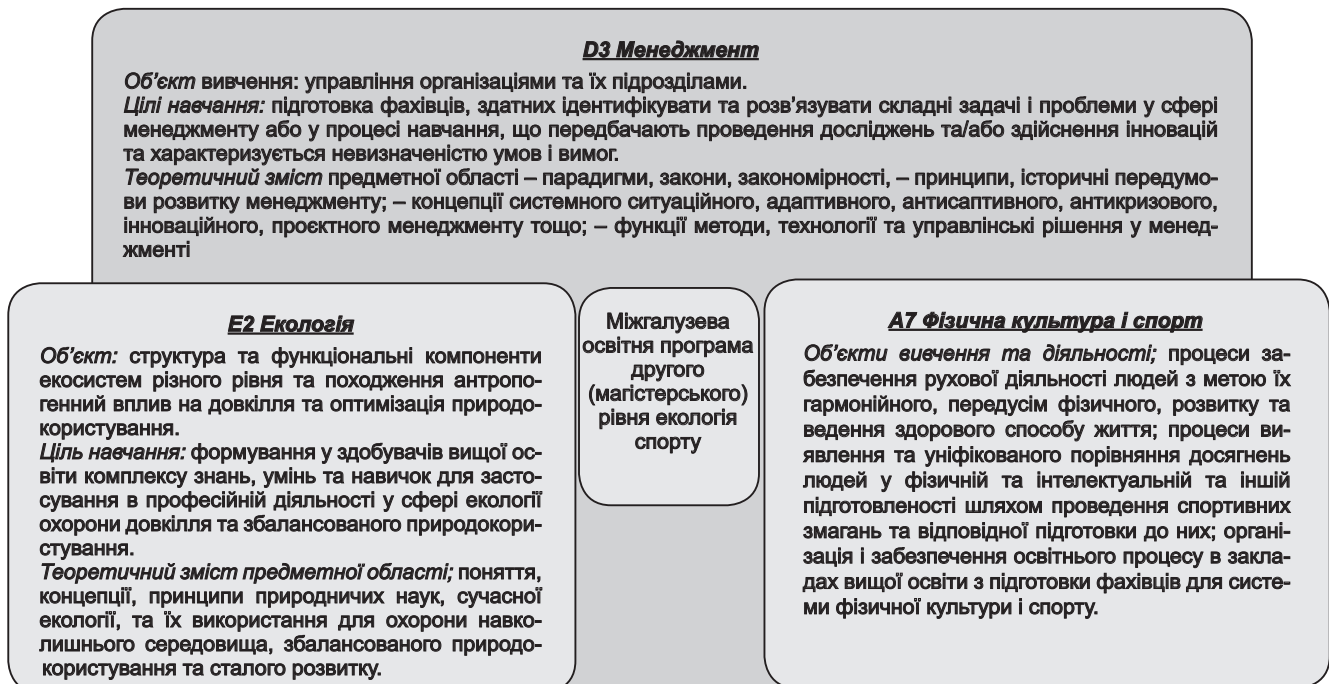 D3 Менеджмент
Об’єкт вивчення: управління організаціями та їх підрозділами.
Цілі навчання: підготовка фахівців, здатних ідентифікувати та розв’язувати складні задачі і проблеми у сфері
менеджменту або у процесі навчання, що передбачають проведення досліджень та/або здійснення інновацій
та характеризується невизначеністю умов і вимог.
Теоретичний зміст предметної області – парадигми, закони, закономірності, – принципи, історичні передумо-
ви розвитку менеджменту; – концепції системного ситуаційного, адаптивного, антисаптивного, антикризового,
інноваційного, проєктного менеджменту тощо; – функції методи, технології та управлінські рішення у менед-
жменті
E2 Екологія
Об’єкт: структура та функціональні компоненти
екосистем різного рівня та походження антропо-
генний вплив на довкілля та оптимізація природо-
користування.
Ціль навчання: формування у здобувачів вищої ос-
віти комплексу знань, умінь та навичок для засто-
сування в професійній діяльності у сфері екології
охорони довкілля та збалансованого природокори-
стування.
Теоретичний зміст предметної області; поняття,
концепції, принципи природничих наук, сучасної
екології, та їх використання для охорони навко-
лишнього середовища, збалансованого природо-
користування та сталого розвитку.
Міжгалузева
освітня програма
другого
(магістерського)
рівня екологія
спорту
A7 Фізична культура і спорт
Об’єкти вивчення та діяльності; процеси за-
безпечення рухової діяльності людей з метою їх
гармонійного, передусім фізичного, розвитку та
ведення здорового способу життя; процеси ви-
явлення та уніфікованого порівняння досягнень
людей у фізичній та інтелектуальній та іншій
підготовленості шляхом проведення спортивних
змагань та відповідної підготовки до них; органі-
зація і забезпечення освітнього процесу в закла-
дах вищої освіти з підготовки фахівців для систе-
ми фізичної культури і спорту.